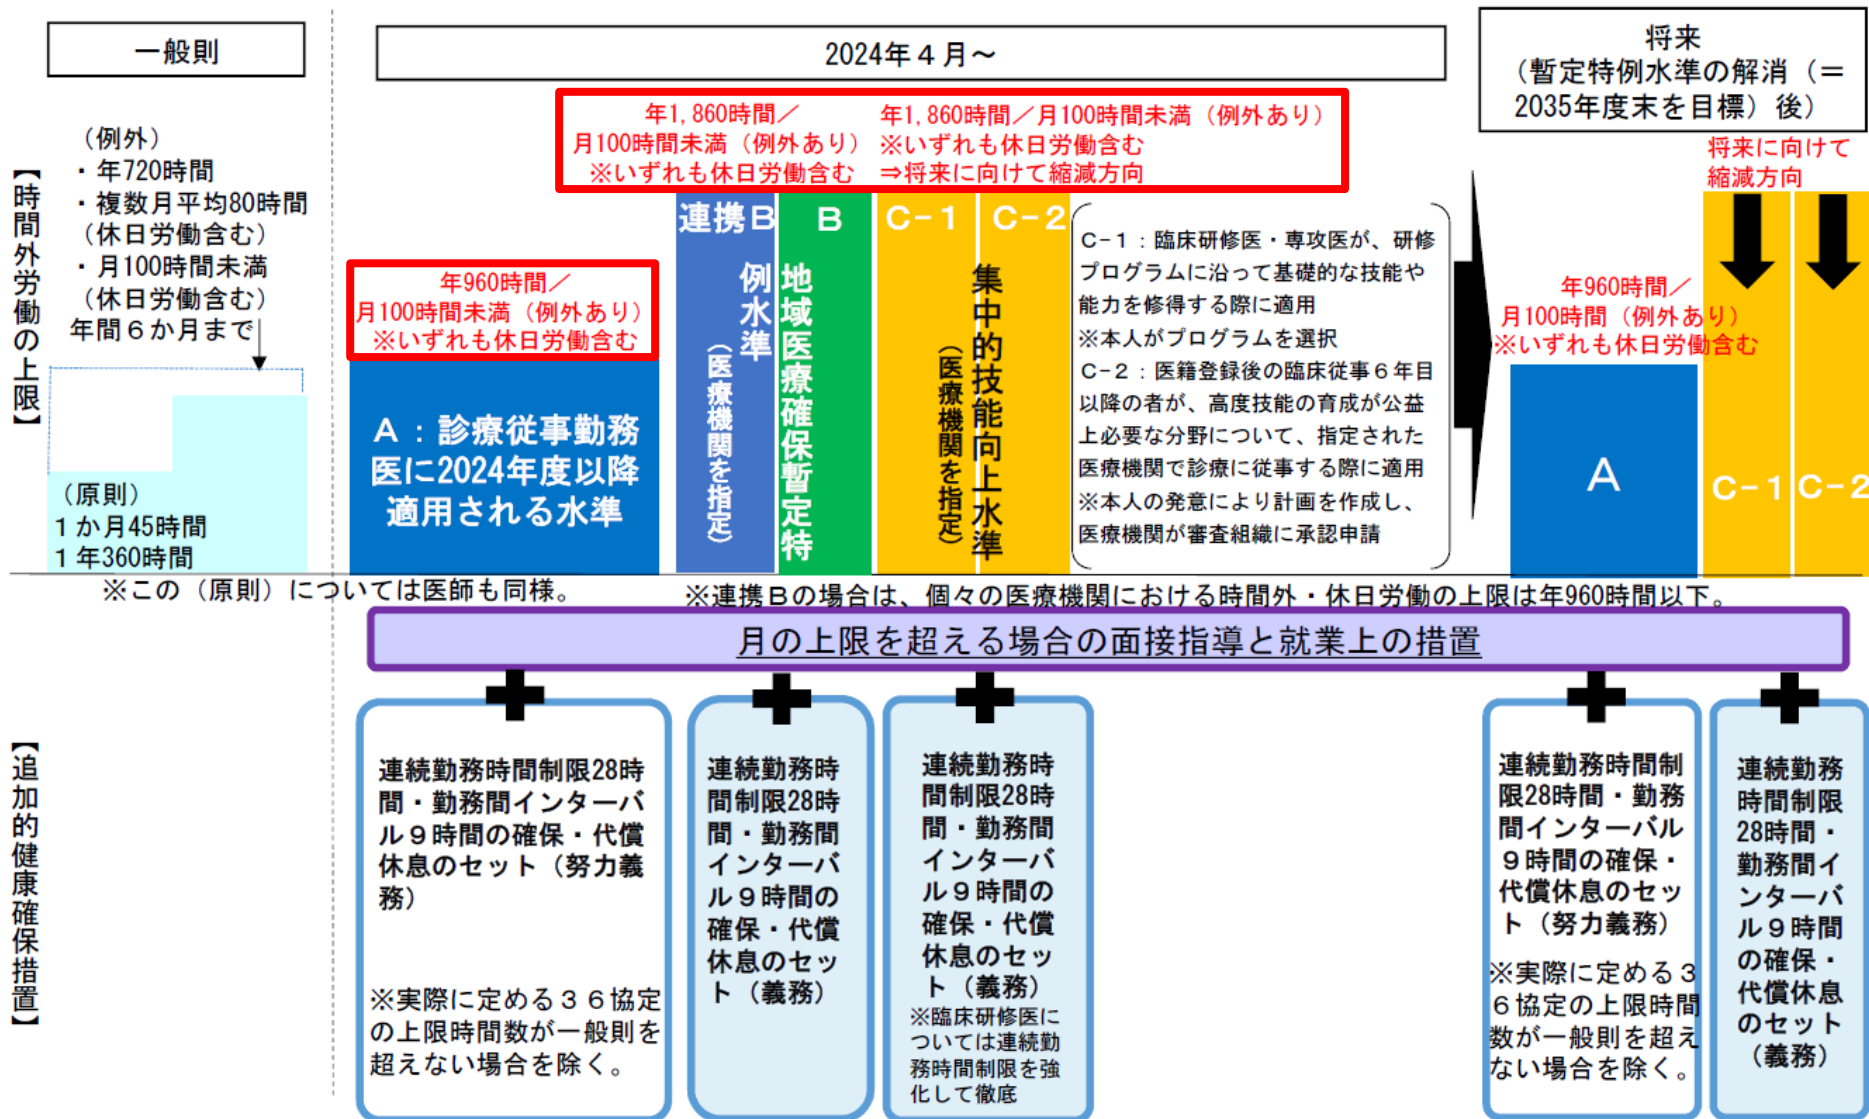 一般則
2024年4月～
将来
（暫定特例水準の解消（＝
2035年度末を目標）後）
【時間外労働の上限】
（例外）
・年720時間
・複数月平均80時間
（休日労働含む）
・月100時間未満
（休日労働含む）
年間６か月まで
（原則）
１か月45時間
１年360時間
※この（原則）については医師も同様。
年960時間／
月100時間未満（例外あり）
※いずれも休日労働含む
Ａ：診療従事勤務
医に2024年度以降
適用される水準
年1,860時間／
月100時間未満（例外あり）
※いずれも休日労働含む
年1,860時間／月100時間未満（例外あり）
※いずれも休日労働含む
⇒将来に向けて縮減方向
連携Ｂ
Ｂ
地域医療確保暫定特
例水準
（医療機関を指定）
Ｃ-１
Ｃ-２
集中的技能向上水準
（医療機関を指定）
Ｃ-１：臨床研修医・専攻医が、研修
プログラムに沿って基礎的な技能や
能力を修得する際に適用
※本人がプログラムを選択
Ｃ-２：医籍登録後の臨床従事６年目
以降の者が、高度技能の育成が公益
上必要な分野について、指定された
医療機関で診療に従事する際に適用
※本人の発意により計画を作成し、
医療機関が審査組織に承認申請
将来に向けて
縮減方向
年960時間／
月100時間（例外あり）
※いずれも休日労働含む
Ａ
Ｃ-１
Ｃ-２
※連携Ｂの場合は、個々の医療機関における時間外・休日労働の上限は年960時間以下。
月の上限を超える場合の面接指導と就業上の措置
【追加的健康確保措置】
連続勤務時間制限28時
間・勤務間インターバ
ル９時間の確保・代償
休息のセット（努力義
務）
※実際に定める３６協定
の上限時間数が一般則を
超えない場合を除く。
連続勤務時
間制限28時
間・勤務間
インターバ
ル９時間の
確保・代償
休息のセッ
ト（義務）
連続勤務時
間制限28時
間・勤務間
インターバ
ル９時間の
確保・代償
休息のセッ
ト（義務）
※臨床研修医に
ついては連続勤
務時間制限を強
化して徹底
連続勤務時間制
限28時間・勤務
間インターバル
９時間の確保・
代償休息のセッ
ト（努力義務）
※実際に定める３
６協定の上限時間
数が一般則を超え
ない場合を除く。
連続勤務
時間制限
28時間・
勤務間イ
ンターバ
ル９時間
の確保・
代償休息
のセット
（義務）